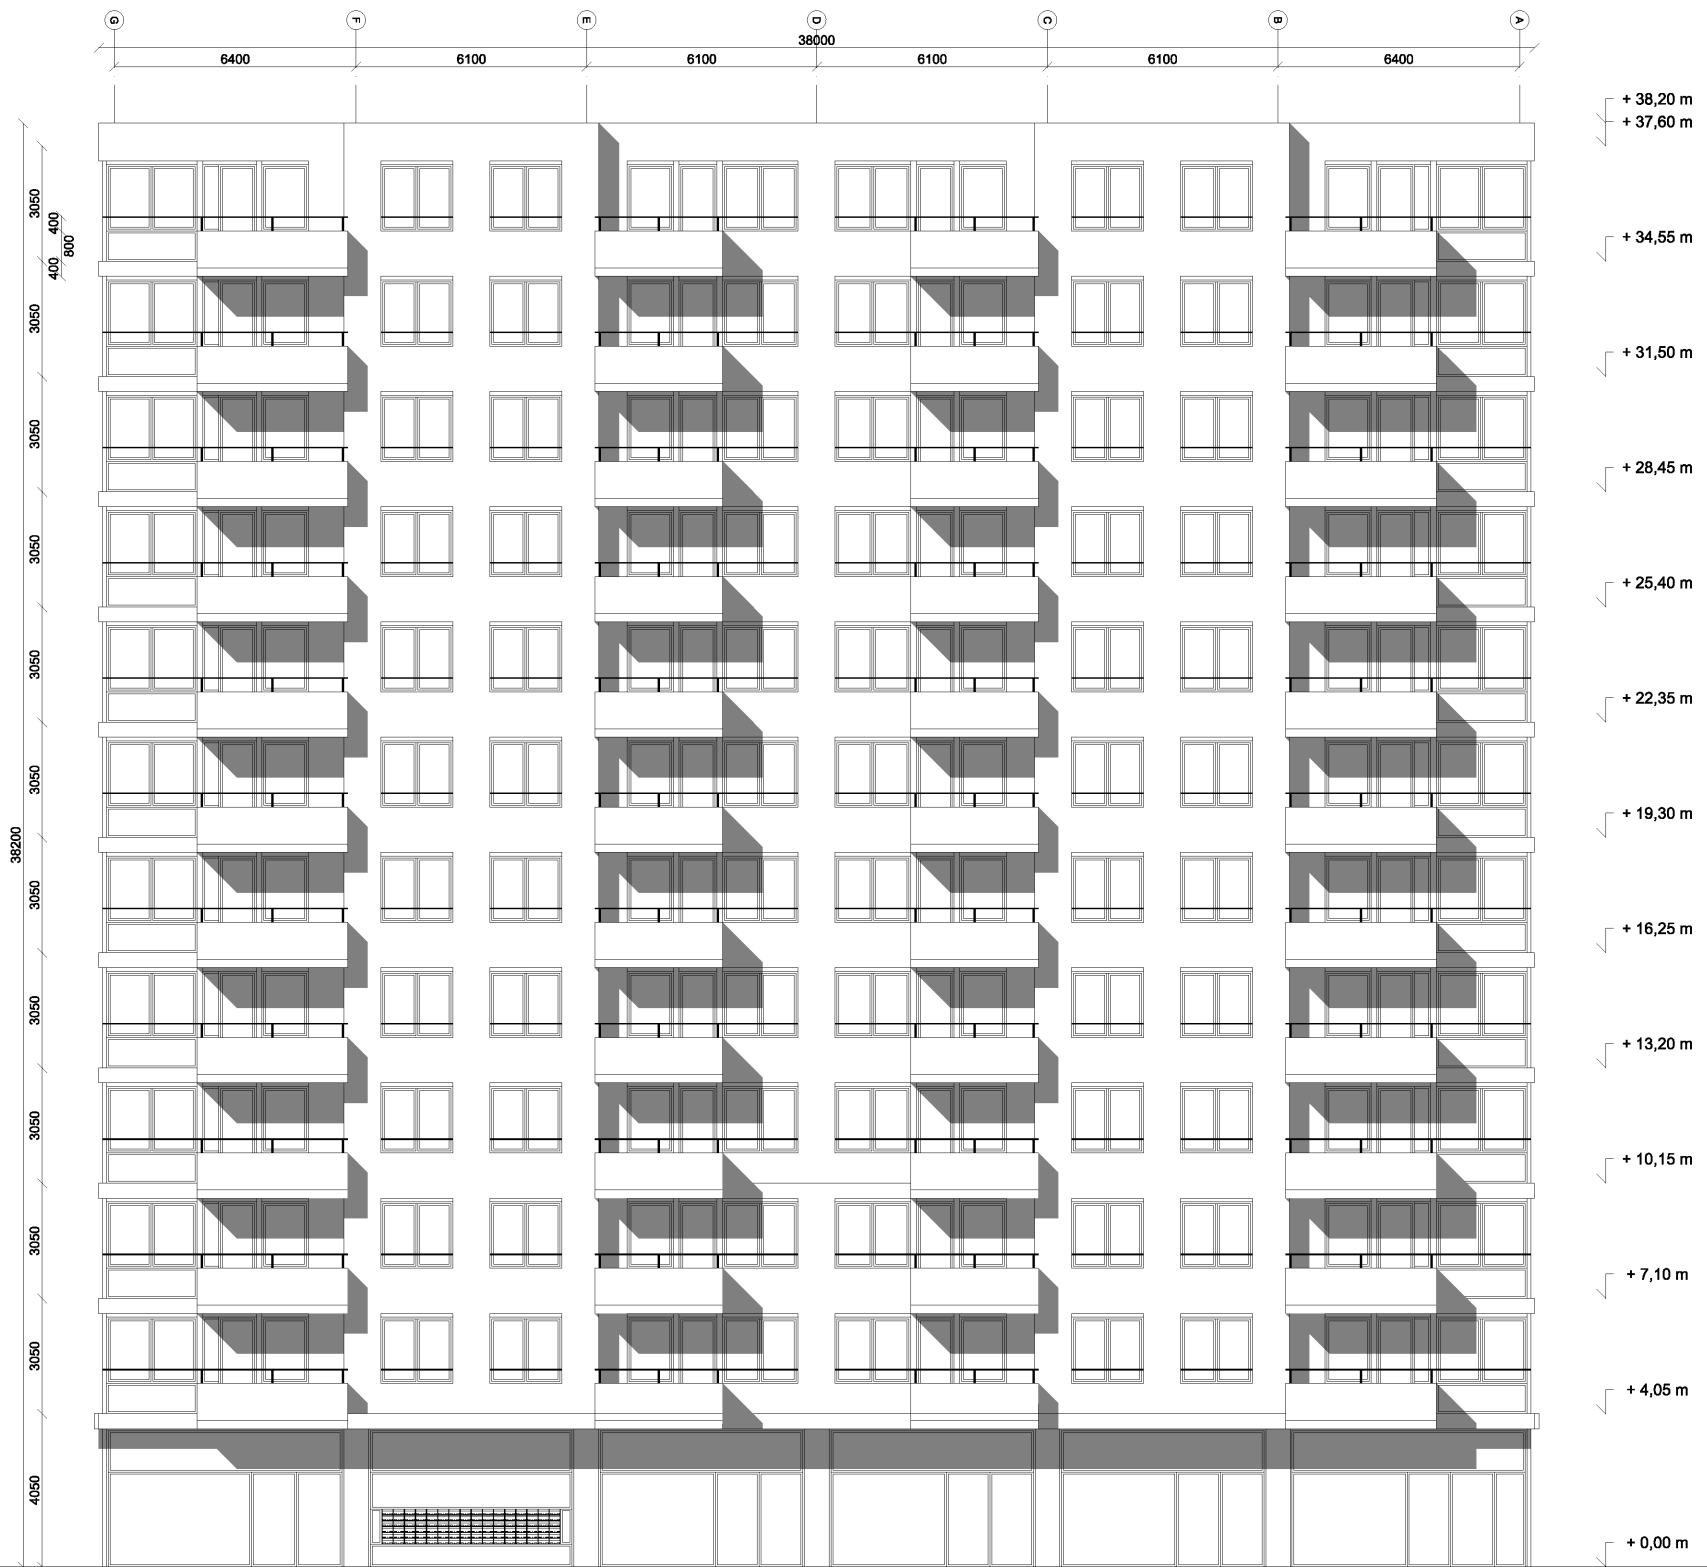 G F E D C B A
38000
6400 6100 6100 6100 6100 6400
+ 38,20 m
+ 37,60 m
3050
400
800
400
+ 34,55 m
3050
+ 31,50 m
3050
+ 28,45 m
3050
+ 25,40 m
3050
+ 22,35 m
3050
+ 19,30 m
38200
3050
+ 16,25 m
3050
+ 13,20 m
3050
+ 10,15 m
3050
+ 7,10 m
3050
+ 4,05 m
4050
+ 0,00 m